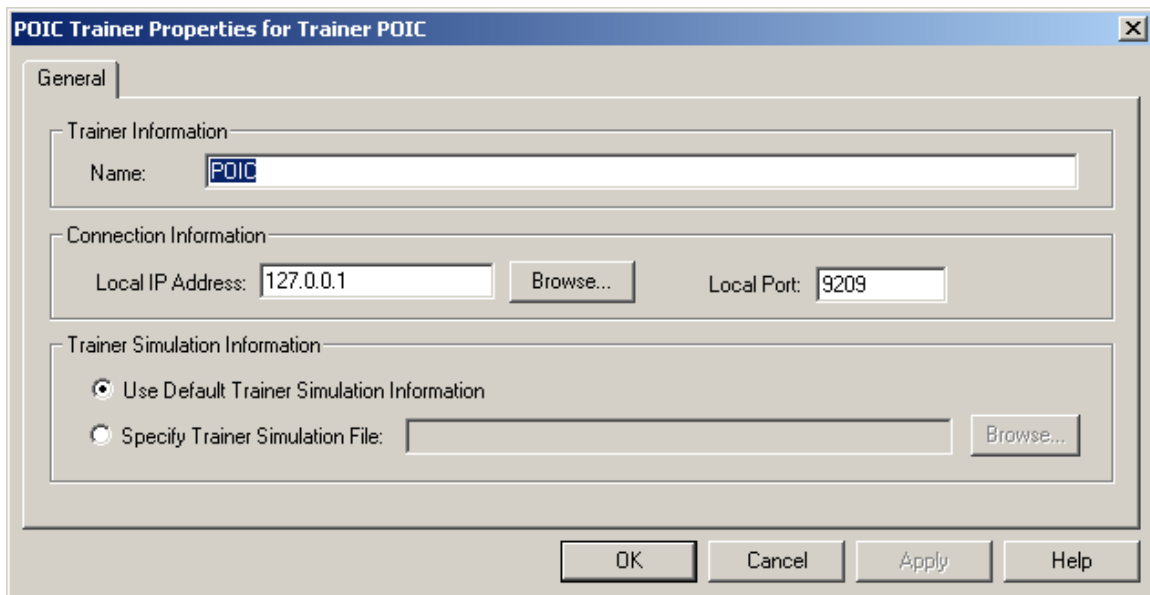 POIC Trainer Properties for Trainer POIC
General
Trainer Information
Name: POIC
Connection Information
Local IP Address: 127.0.0.1 Browse... Local Port: 9209
Trainer Simulation Information
Use Default Trainer Simulation Information
Specify Trainer Simulation File: Browse...
OK Cancel Apply Help